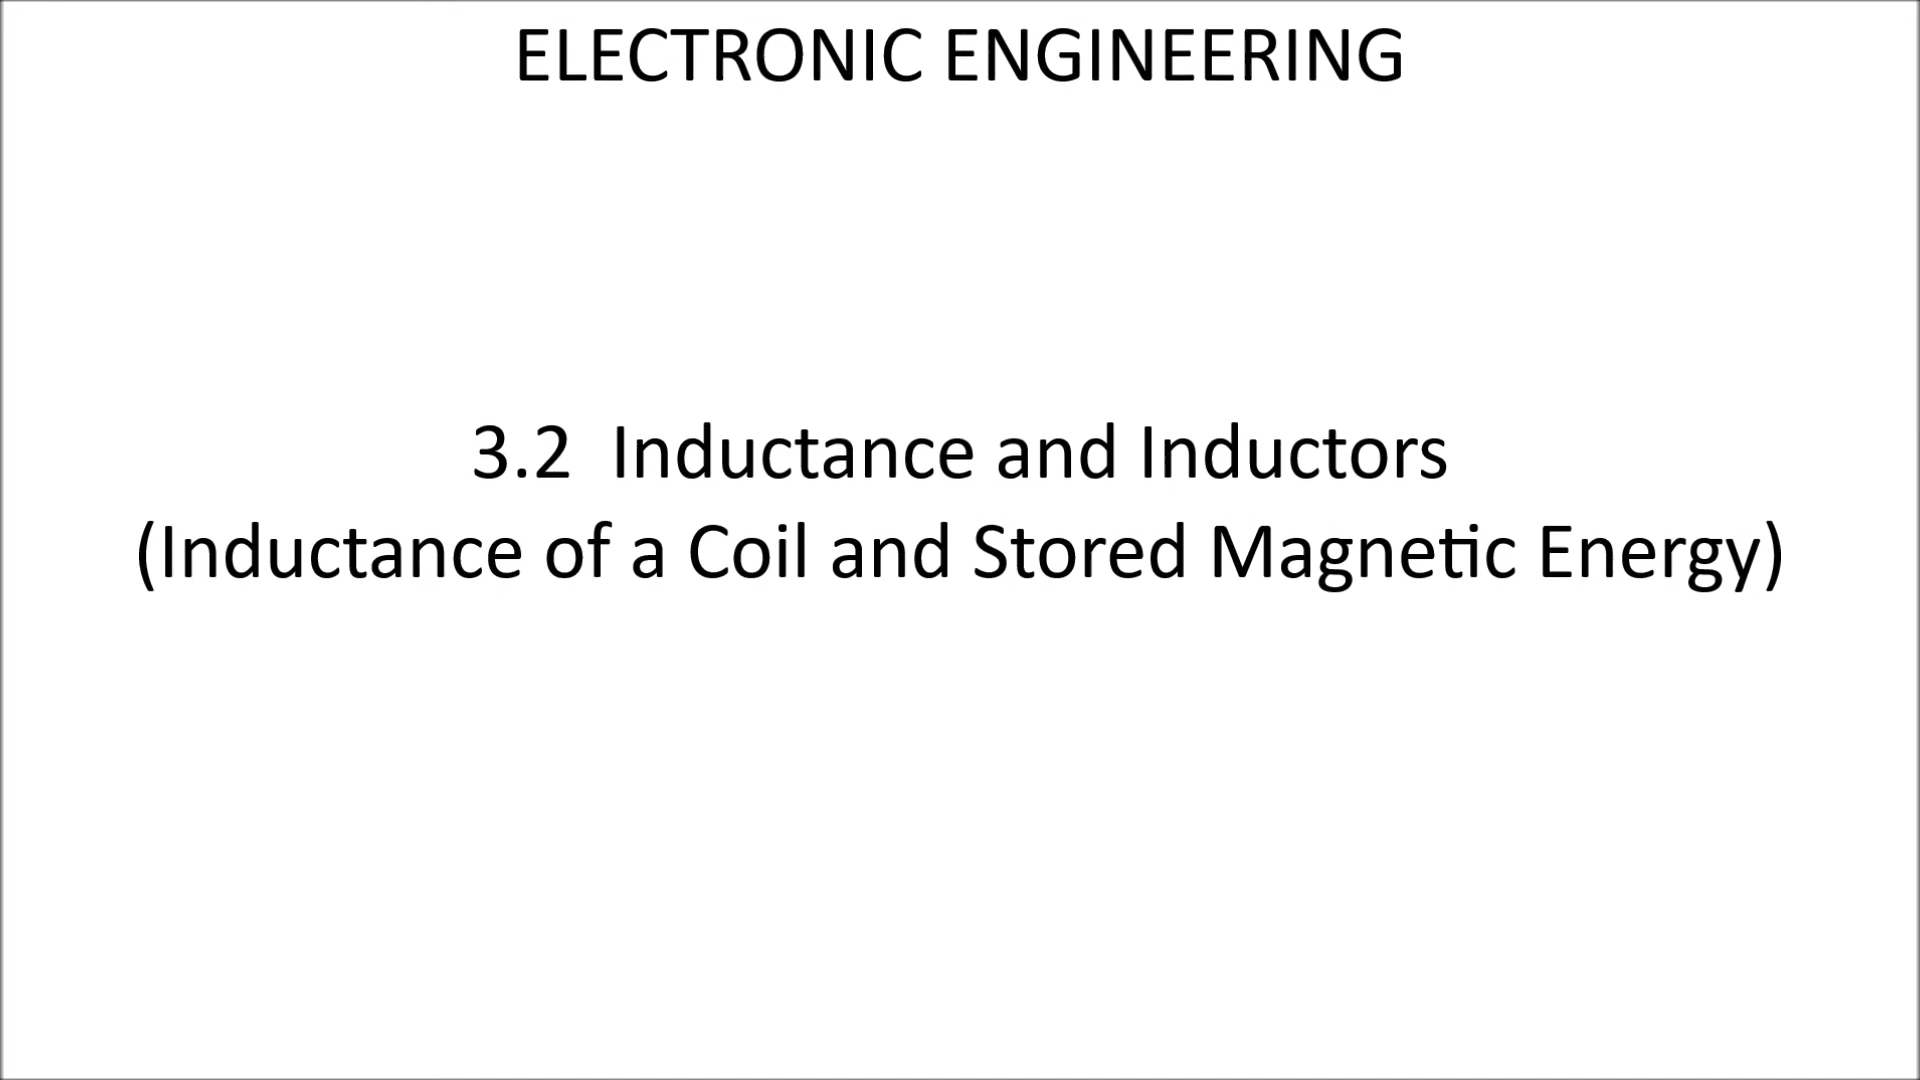 ELECTRONIC ENGINEERING
3.2  Inductance and Inductors
(Inductance of a Coil and Stored Magnetic Energy)